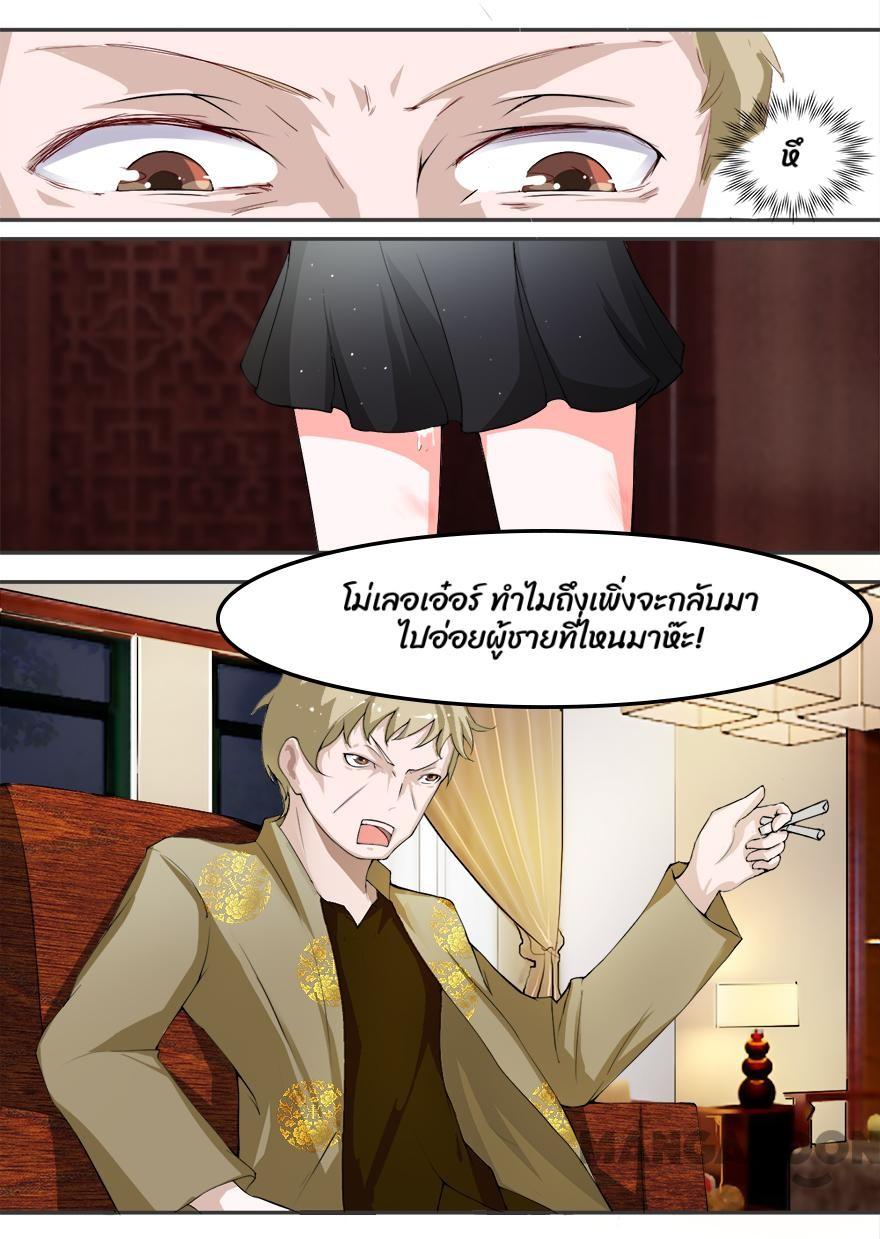 หึ
โม่เลอเอ๋อร์ ทำไมถึงเพิ่งจะกลับมา
ไปอ่อยผู้ชายที่ไหนมาห๊ะ!
MANGATOON